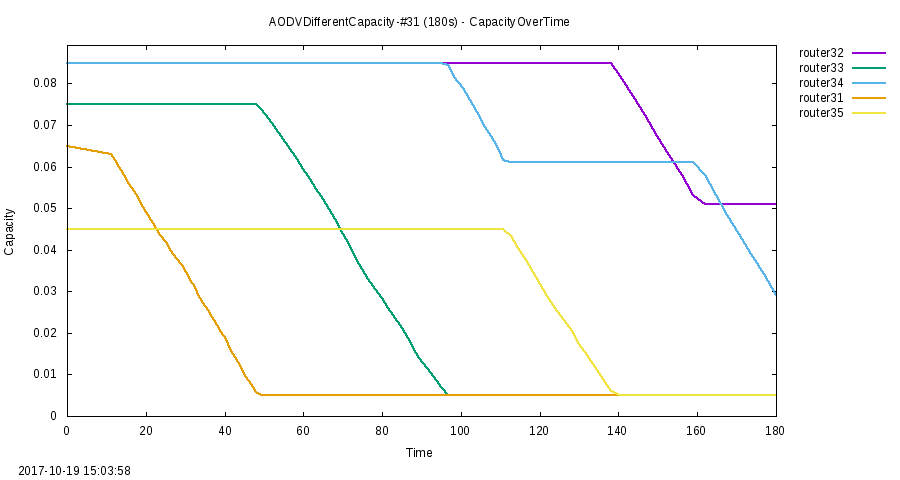 AODVDifferentCapacity-#31 (180s) - CapacityOverTime
router32
router33
router34
router31
router35
0.08
0.07
0.06
0.05
0.04
0.03
0.02
0.01
0
Capacity
0 20 40 60 80 100 120 140 160 180
Time
2017-10-19 15:03:58